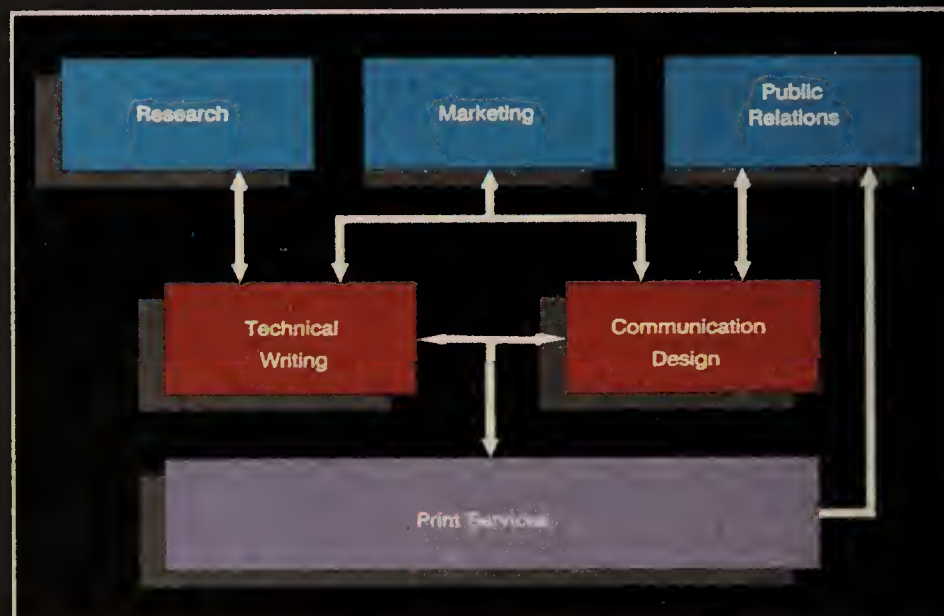 Research
Marketing
Public
Relations
Technical
Writing
Communication
Design
Print Services